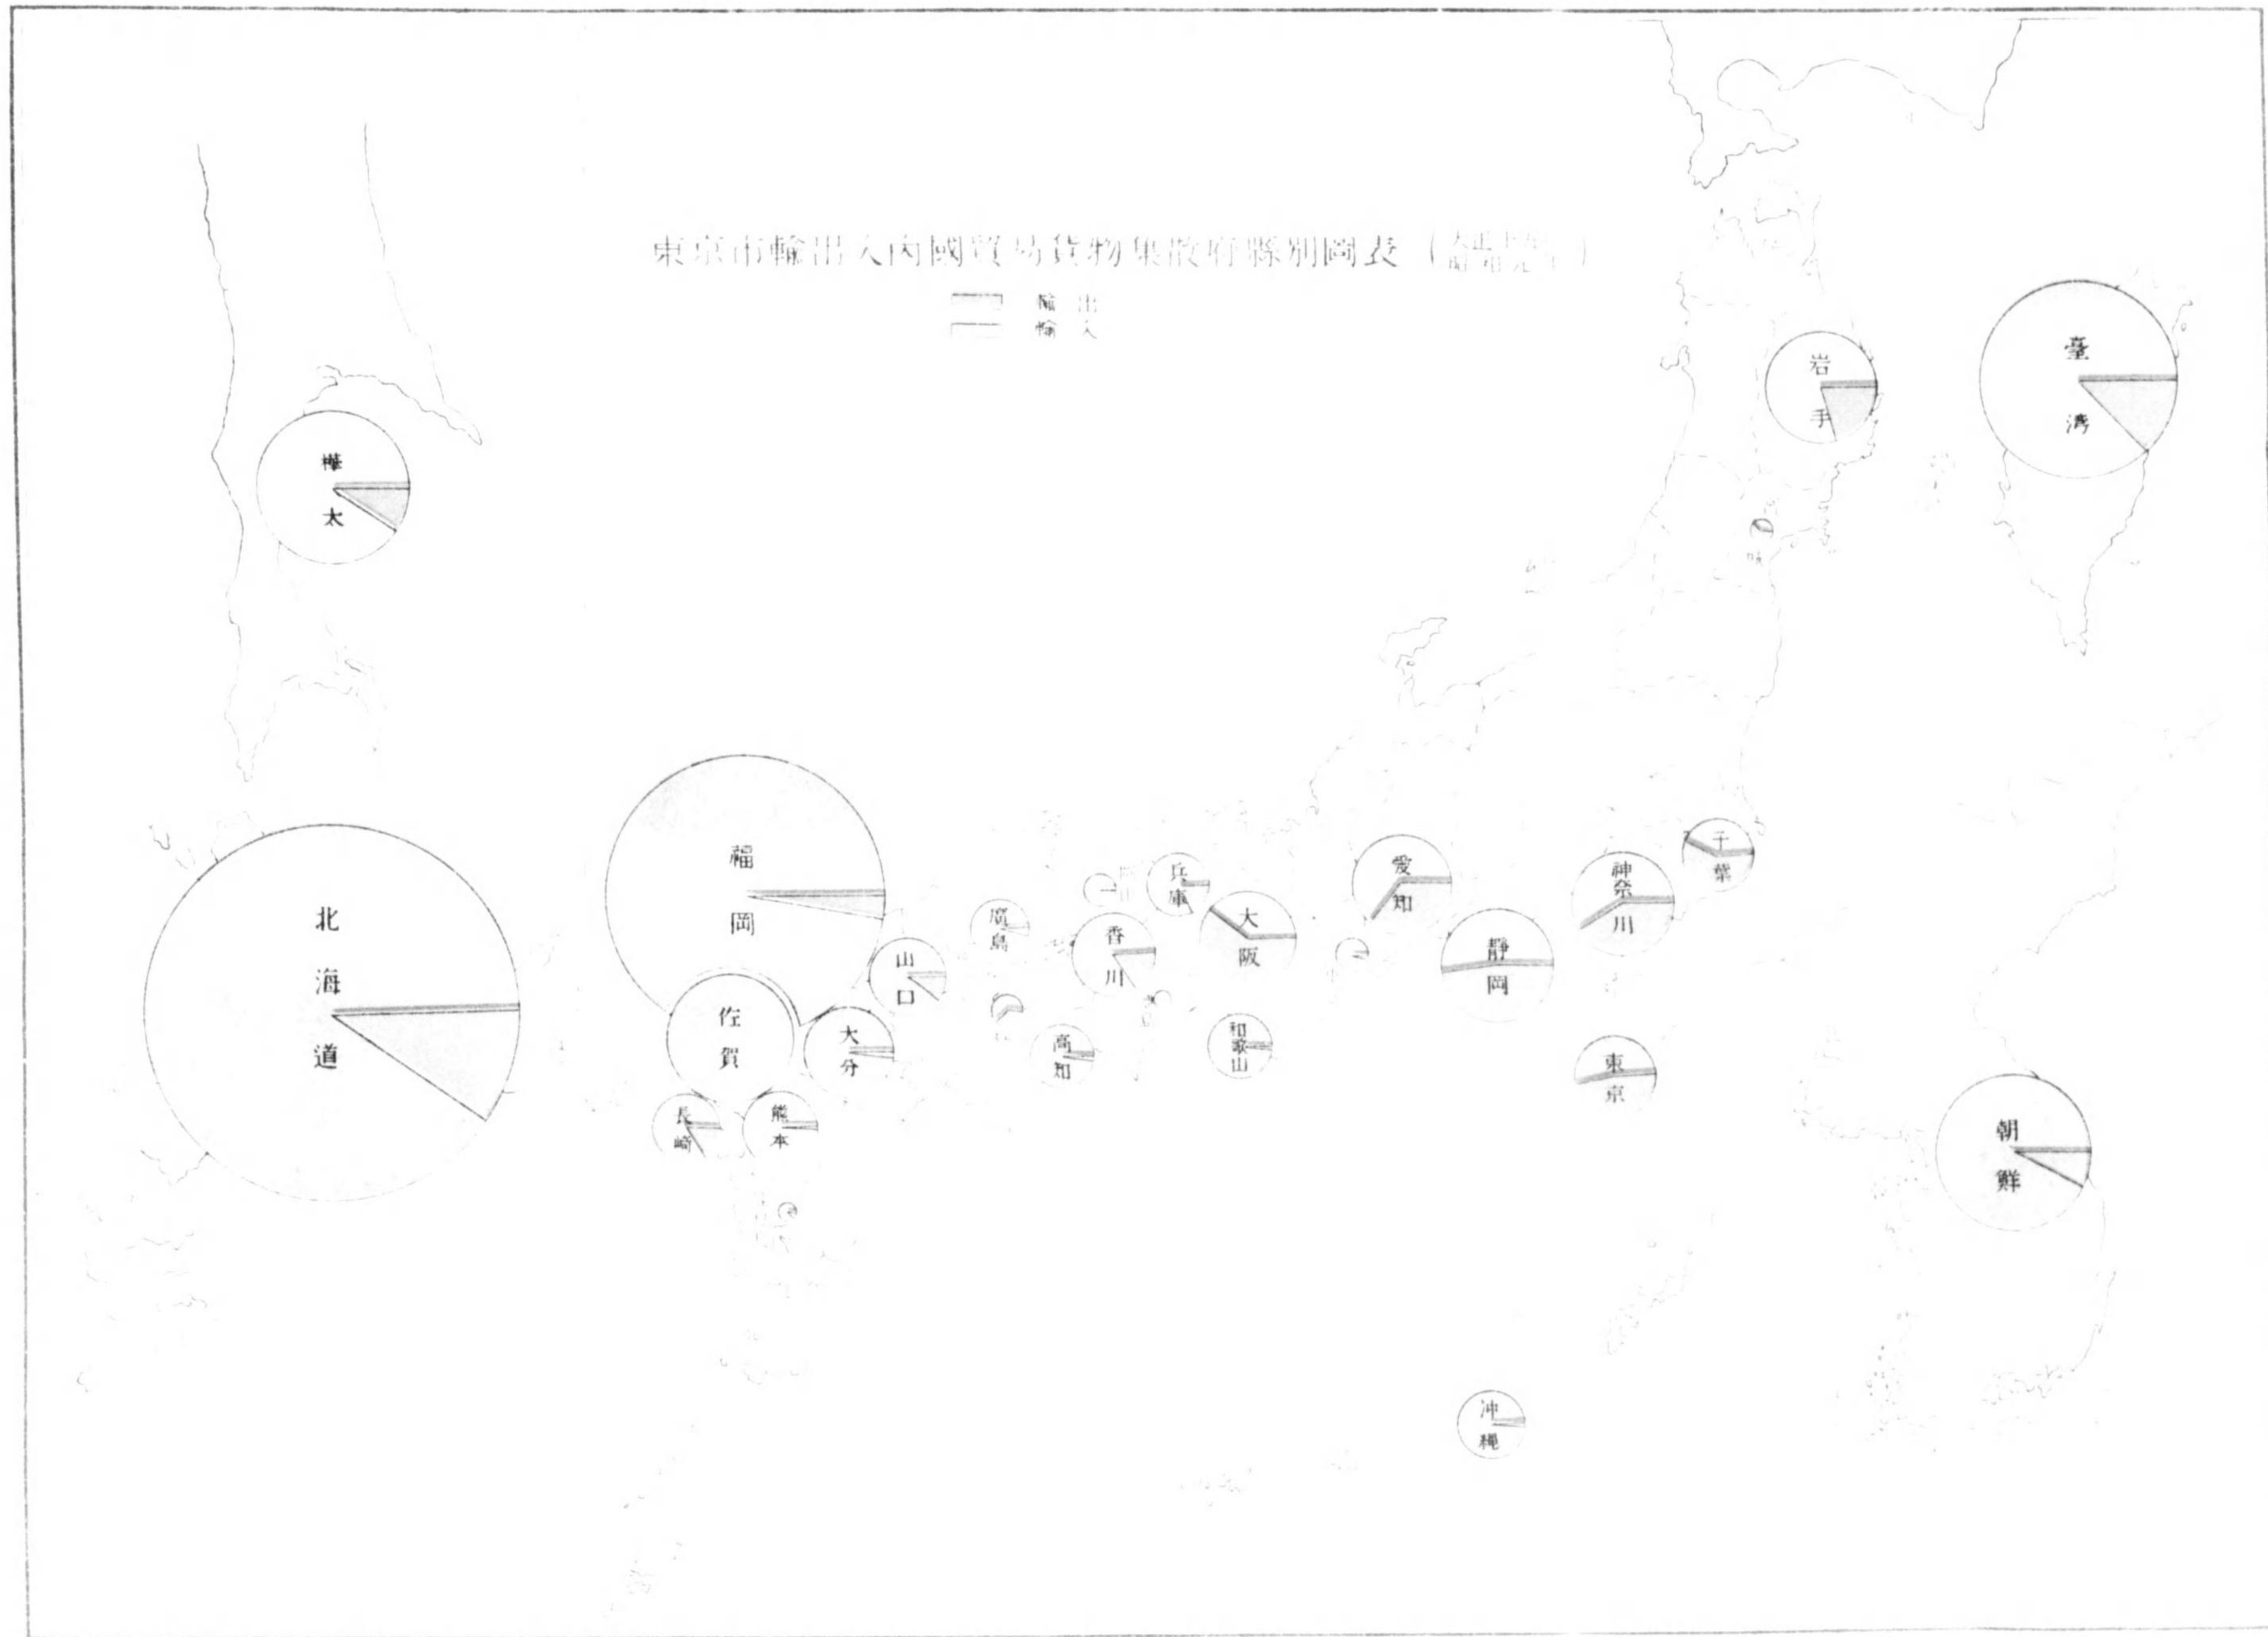 東京市輸出入內國貿易貨物集散府縣別圖表
輸出
輸入
樺太
岩手
臺湾
北海道
福岡
佐賀
大分
山口
長崎
熊本
廣島
香川
高知
兵庫
大阪
和歌山
愛知
靜岡
神奈川
千葉
東京
朝鮮
沖縄